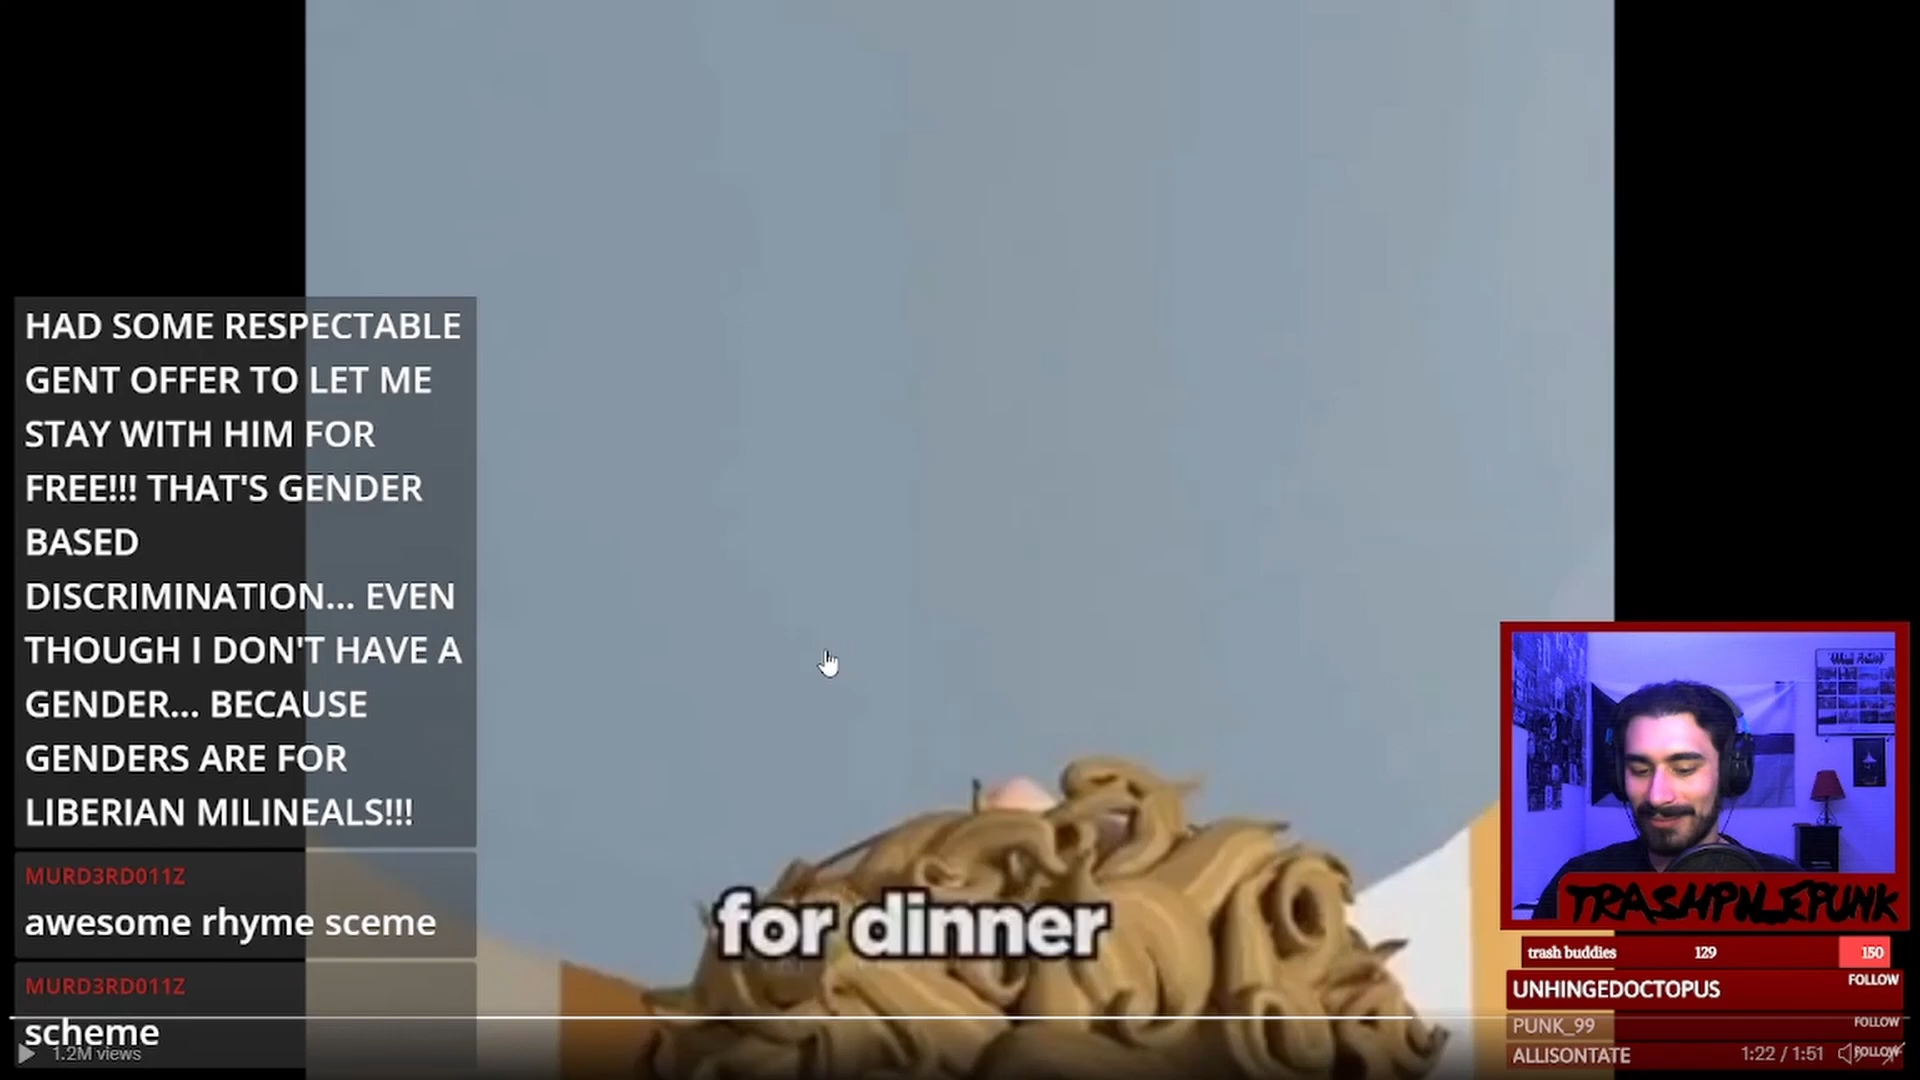 HAD SOME RESPECTABLE
GENT OFFER TO LET ME
STAY WITH HIM FOR
FREE!!! THAT'S GENDER
BASED
DISCRIMINATION... EVEN
THOUGH I DON'T HAVE A
GENDER... BECAUSE
GENDERS ARE FOR
LIBERIAN MILINEALS!!!
MURD3RD011Z
awesome rhyme sceme
MURD3RD011Z
scheme
1.2M views
for dinner
TRASHPILEPUNK
trash buddies 129 150
UNHINGEDOCTOPUS FOLLOW
PUNK_99 FOLLOW
ALLISONTATE FOLLOW
1:22 / 1:51